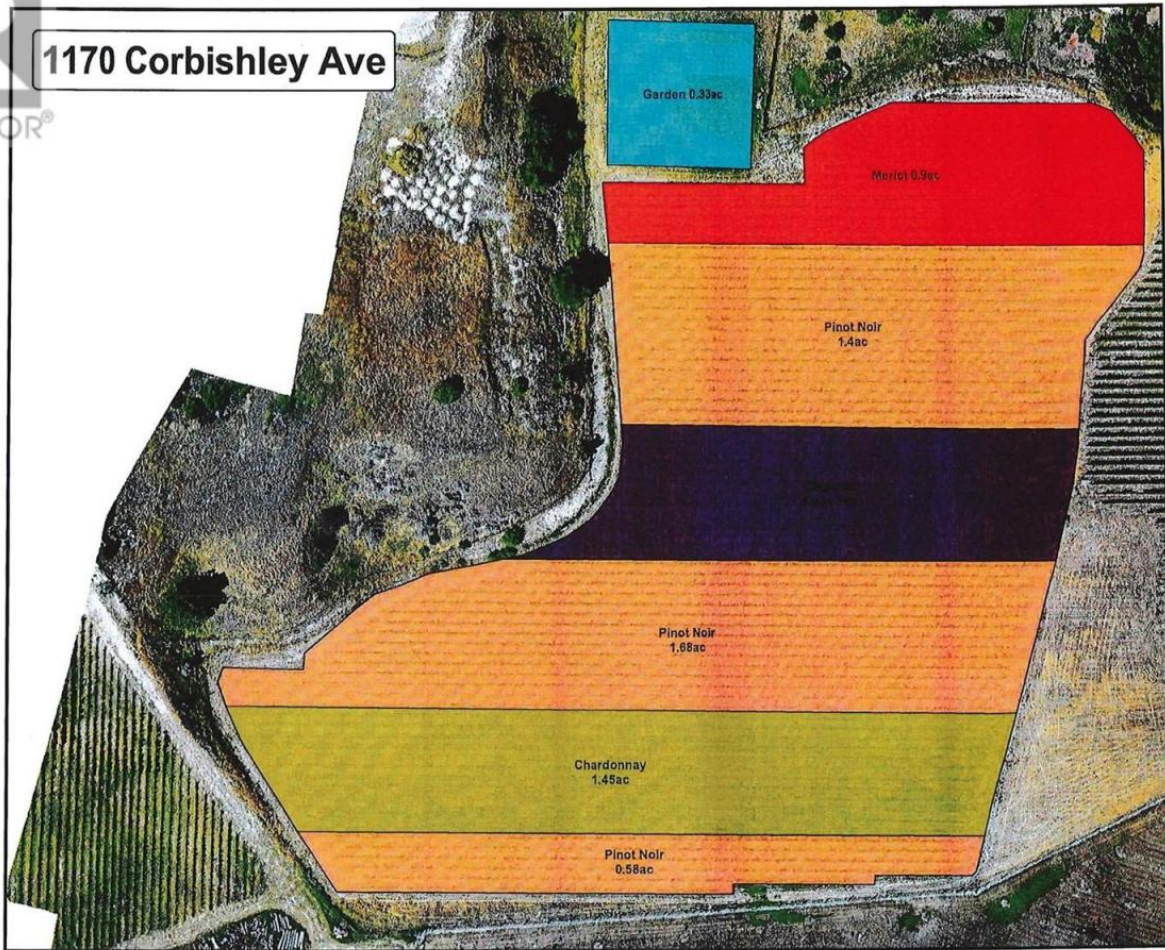 1170 Corbishley Ave
OR®
Garden 0.33ac
Merlot 0.9ac
Pinot Noir
1.4ac
Pinot Noir
1.68ac
Chardonnay
1.45ac
Pinot Noir
0.58ac